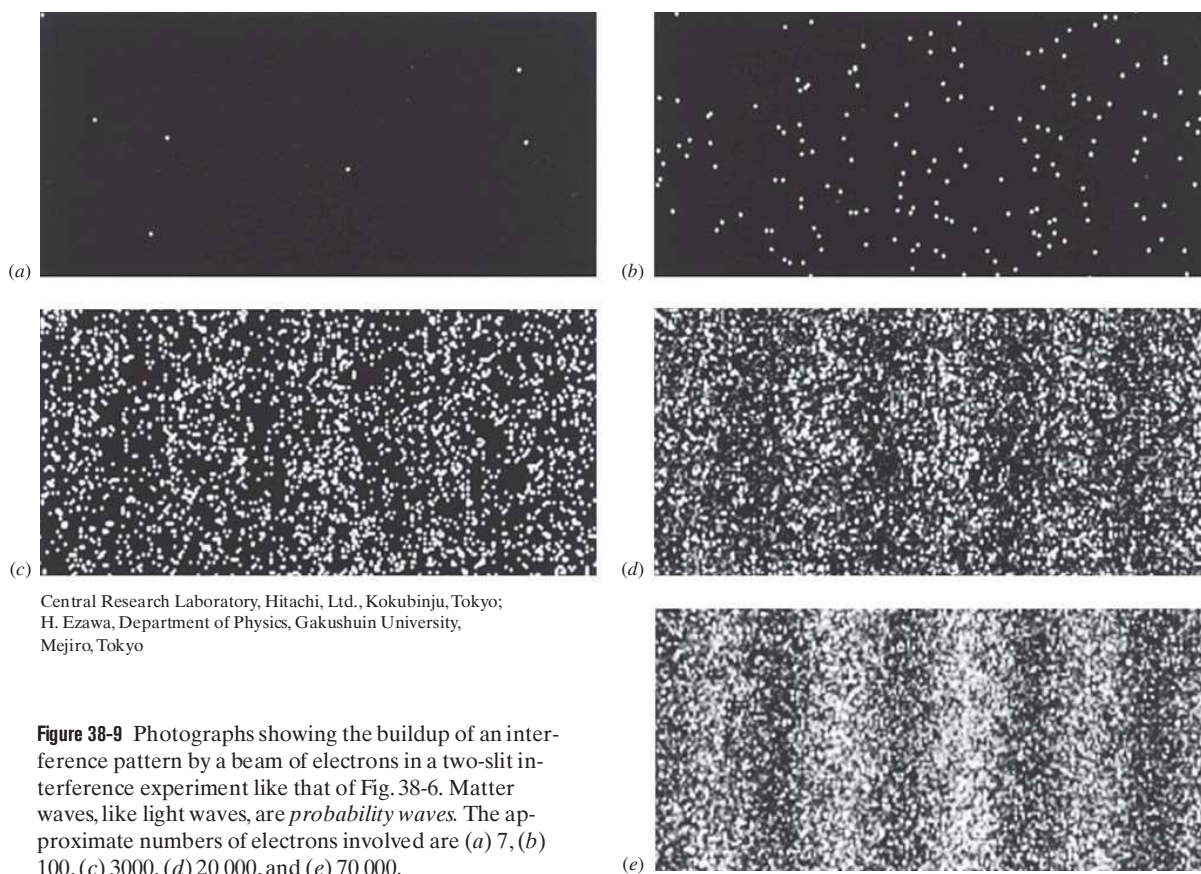 (a)
(b)
(c)
(d)
Central Research Laboratory, Hitachi, Ltd., Kokubinju, Tokyo;
H. Ezawa, Department of Physics, Gakushuin University,
Mejiro, Tokyo
Figure 38-9 Photographs showing the buildup of an inter-
ference pattern by a beam of electrons in a two-slit in-
terference experiment like that of Fig. 38-6. Matter
waves, like light waves, are probability waves. The ap-
proximate numbers of electrons involved are (a) 7, (b)
100, (c) 3000, (d) 20 000, and (e) 70 000.
(e)